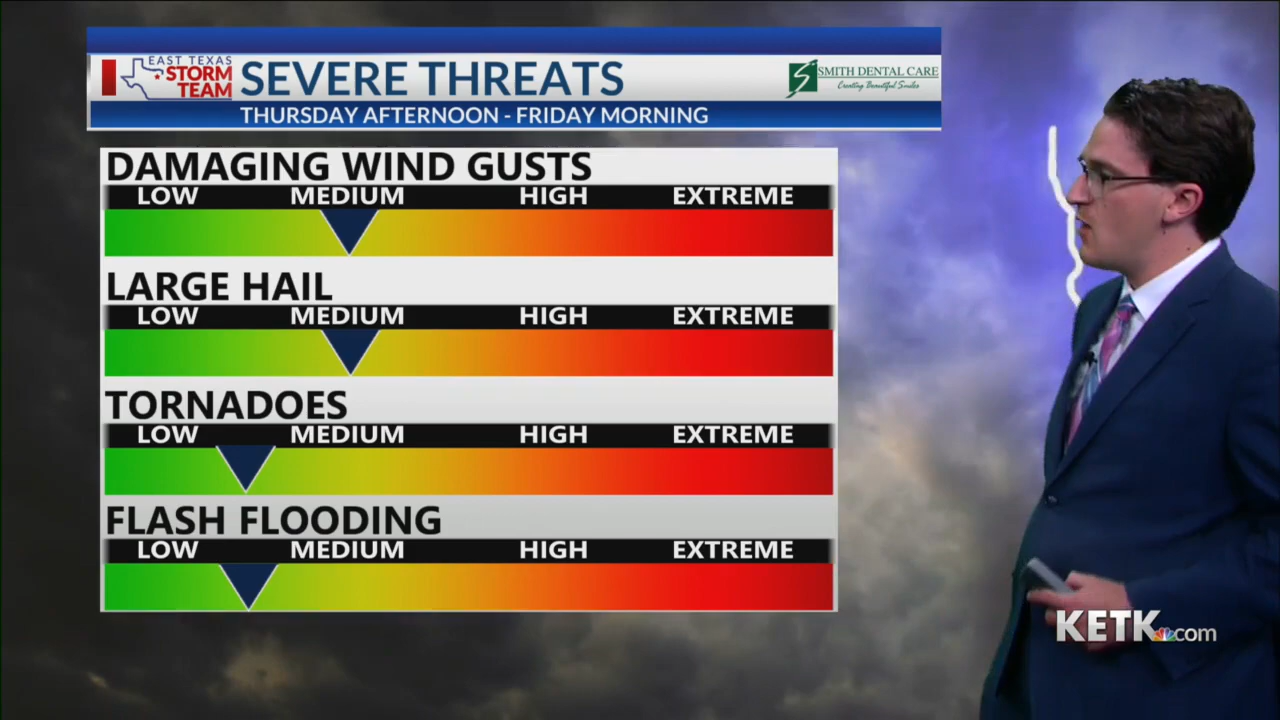 EAST TEXAS
STORM
TEAM
SEVERE THREATS
SMITH DENTAL CARE
Creating Beautiful Smiles
THURSDAY AFTERNOON - FRIDAY MORNING
DAMAGING WIND GUSTS
LOW MEDIUM HIGH EXTREME
LARGE HAIL
LOW MEDIUM HIGH EXTREME
TORNADOES
LOW MEDIUM HIGH EXTREME
FLASH FLOODING
LOW MEDIUM HIGH EXTREME
KETK.com